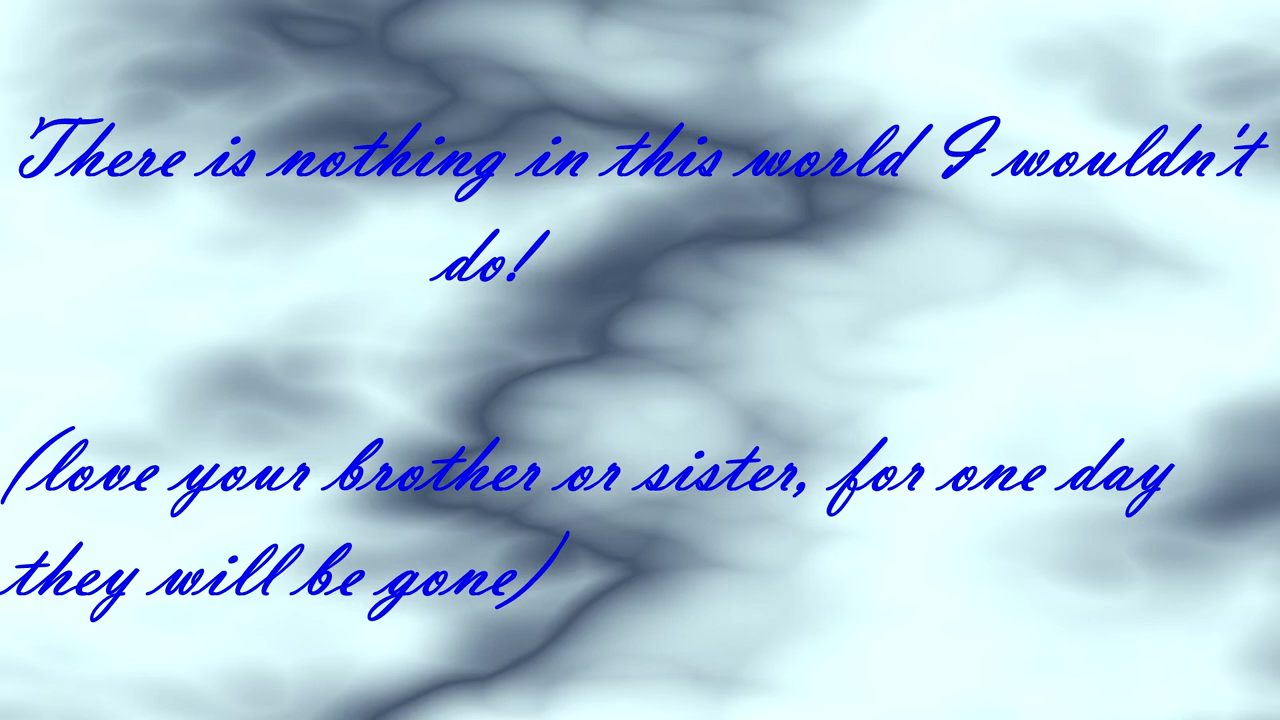 There is nothing in this world I wouldn't
do!
(love your brother or sister, for one day
they will be gone)